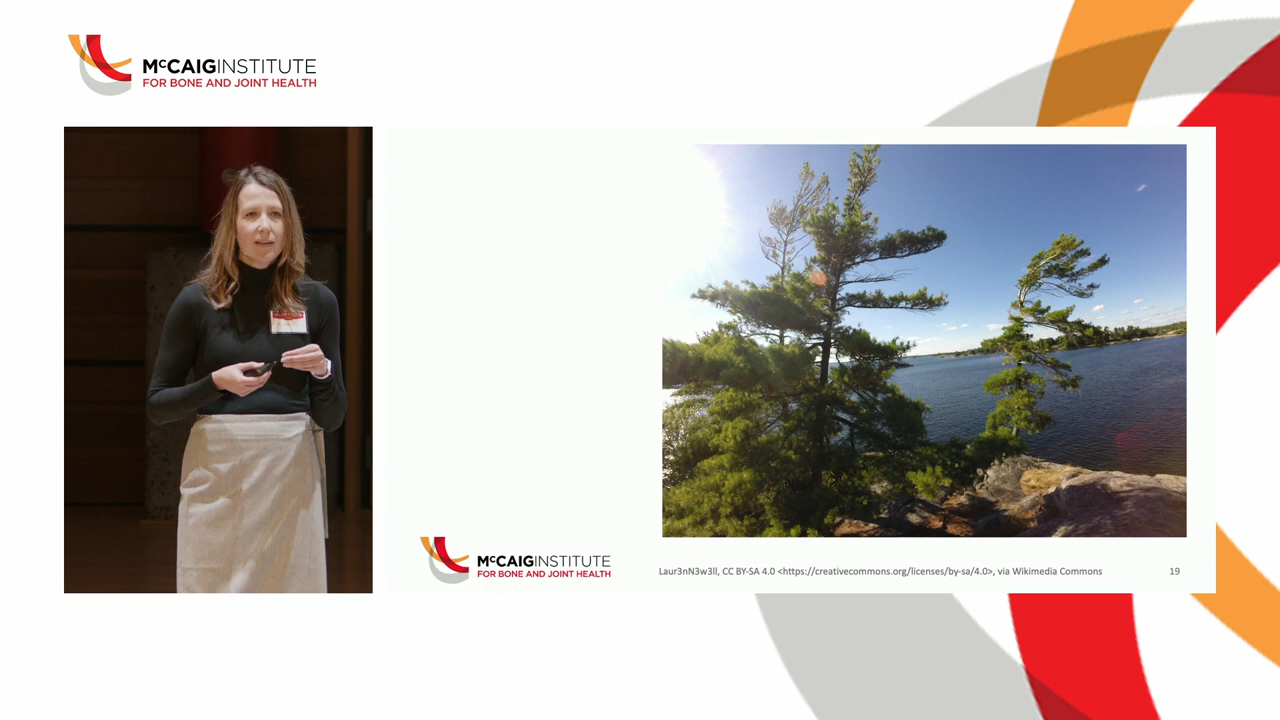 McCAIGINSTITUTE
FOR BONE AND JOINT HEALTH
McCAIGINSTITUTE
FOR BONE AND JOINT HEALTH
Laur3nN3w3ll, CC BY-SA 4.0 <https://creativecommons.org/licenses/by-sa/4.0>, via Wikimedia Commons
19